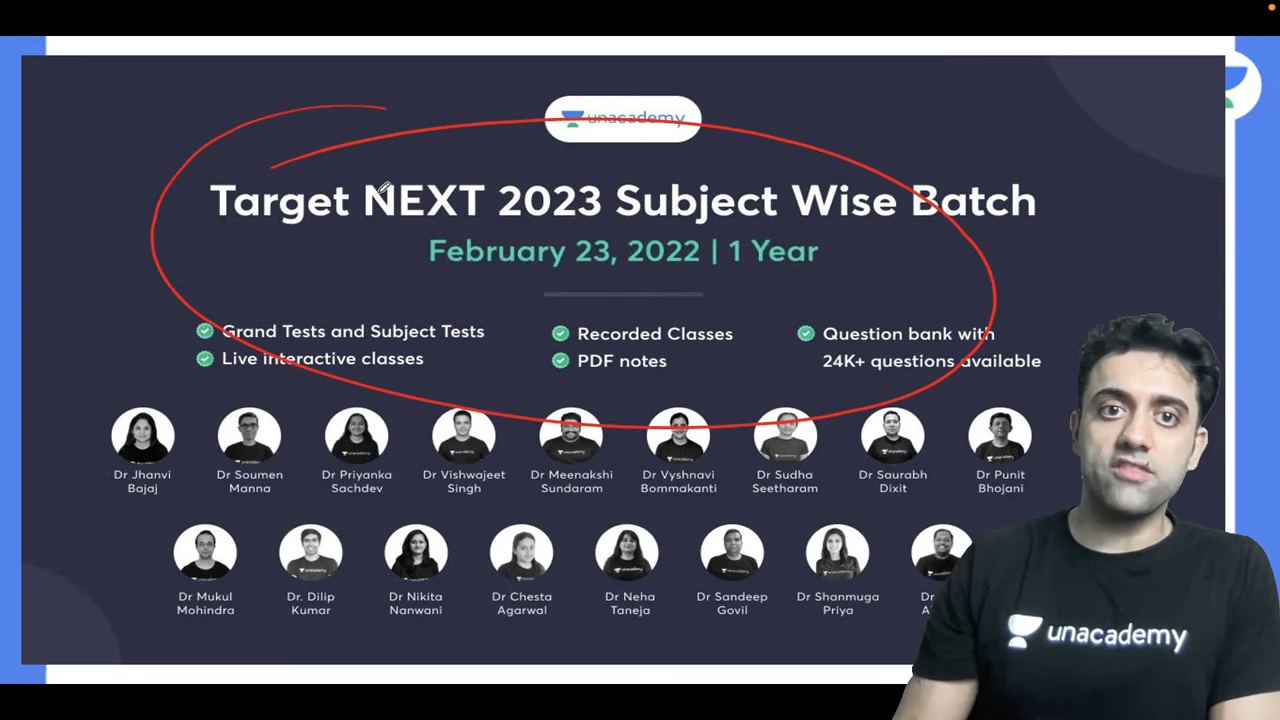 unacademy
Target NEXT 2023 Subject Wise Batch
February 23, 2022 | 1 Year
Grand Tests and Subject Tests
Live interactive classes
Recorded Classes
PDF notes
Question bank with
24K+ questions available
Dr Jhanvi
Bajaj
Dr Soumen
Manna
Dr Priyanka
Sachdev
Dr Vishwajeet
Singh
Dr Meenakshi
Sundaram
Dr Vyshnavi
Bommakanti
Dr Sudha
Seetharam
Dr Saurabh
Dixit
Dr Punit
Bhojani
Dr Mukul
Mohindra
Dr. Dilip
Kumar
Dr Nikita
Nanwani
Dr Chesta
Agarwal
Dr Neha
Taneja
Dr Sandeep
Govil
Dr Shanmuga
Priya
unacademy